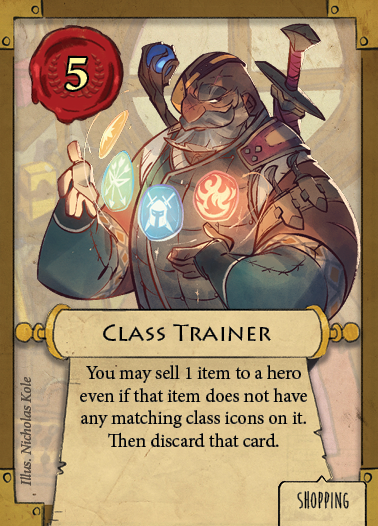 5
CLASS TRAINER
You may sell 1 item to a hero
even if that item does not have
any matching class icons on it.
Then discard that card.
Illus. Nicholas Kole
SHOPPING